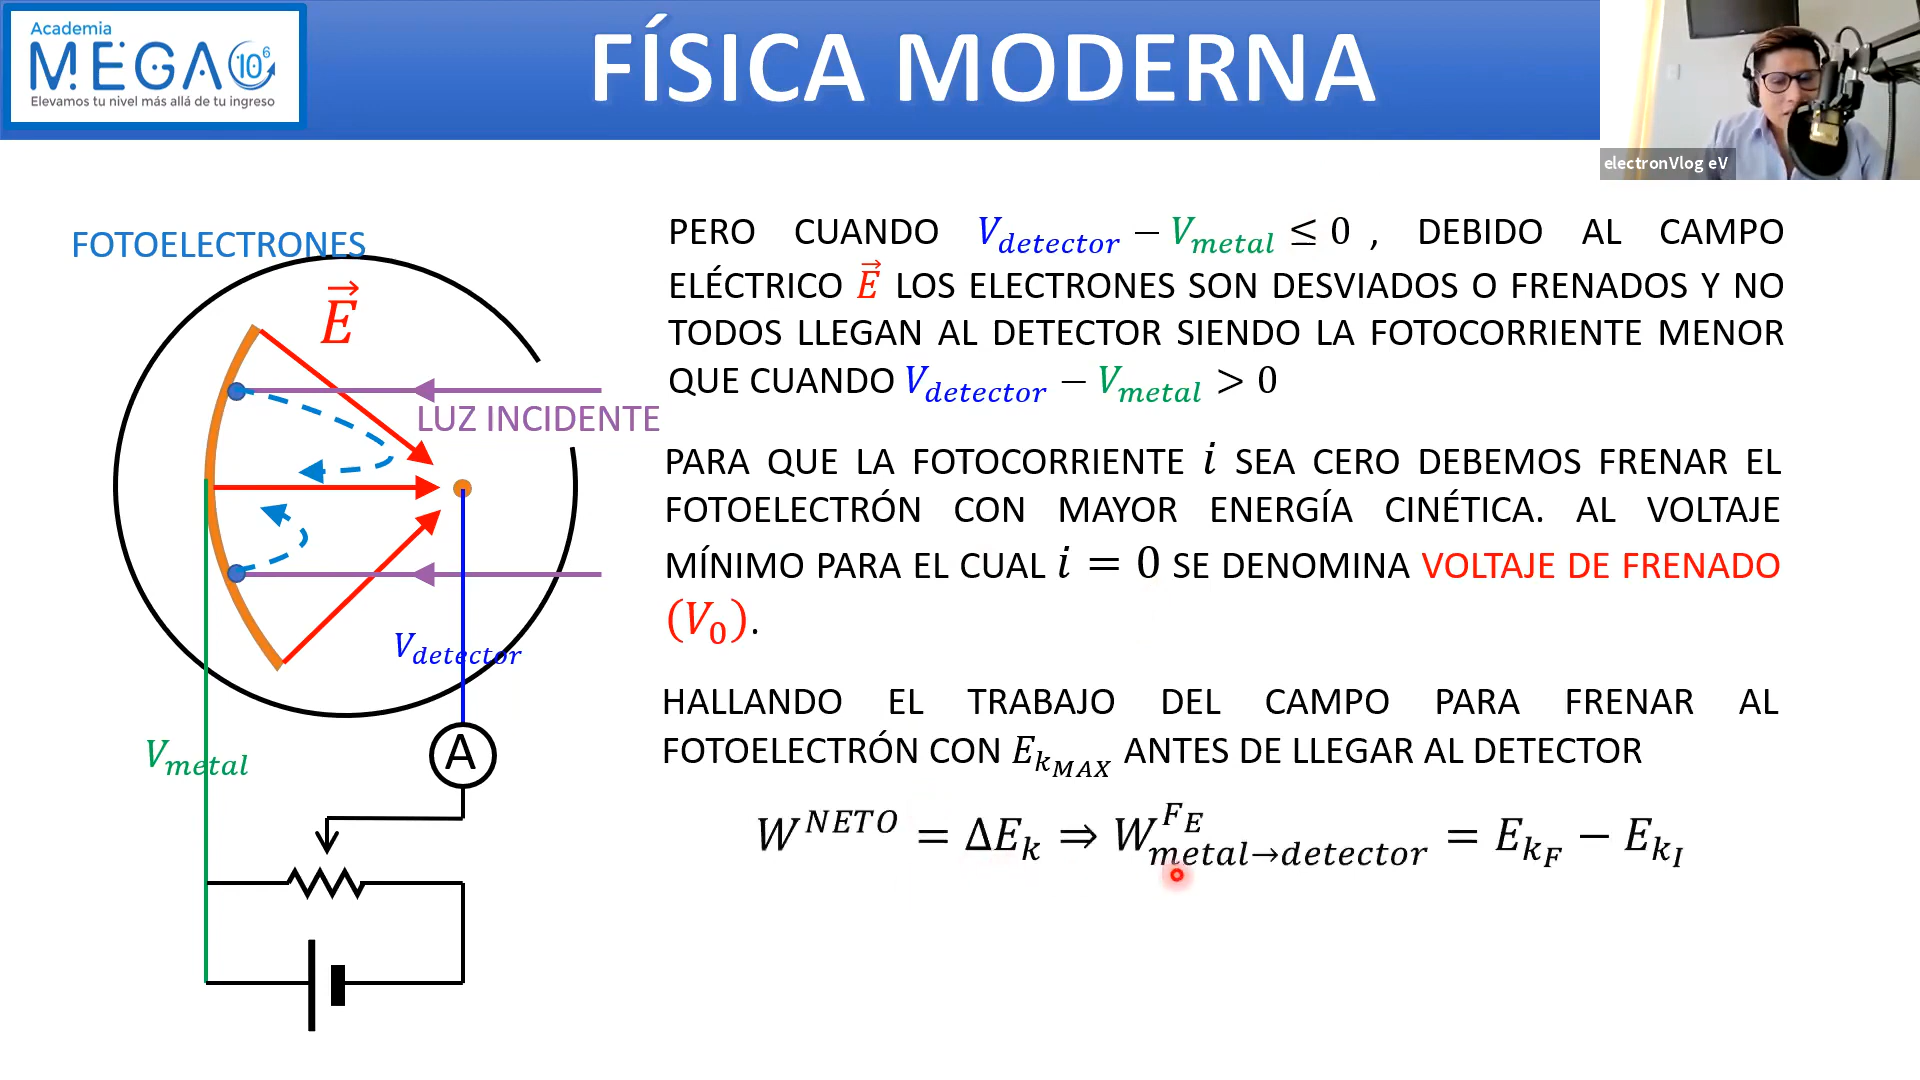 Academia
MEGA 10⁶
Elevamos tu nivel más allá de tu ingreso
FÍSICA MODERNA
electronVlog eV
FOTOELECTRONES
E⃗
LUZ INCIDENTE
V_detector
V_metal
A
PERO CUANDO V_detector − V_metal ≤ 0 , DEBIDO AL CAMPO
ELÉCTRICO E⃗ LOS ELECTRONES SON DESVIADOS O FRENADOS Y NO
TODOS LLEGAN AL DETECTOR SIENDO LA FOTOCORRIENTE MENOR
QUE CUANDO V_detector − V_metal > 0
PARA QUE LA FOTOCORRIENTE i SEA CERO DEBEMOS FRENAR EL
FOTOELECTRÓN CON MAYOR ENERGÍA CINÉTICA. AL VOLTAJE
MÍNIMO PARA EL CUAL i = 0 SE DENOMINA VOLTAJE DE FRENADO
(V₀).
HALLANDO EL TRABAJO DEL CAMPO PARA FRENAR AL
FOTOELECTRÓN CON E_k_MAX ANTES DE LLEGAR AL DETECTOR
W^NETO = ΔE_k ⇒ W^F_E_metal→detector = E_k_F − E_k_I